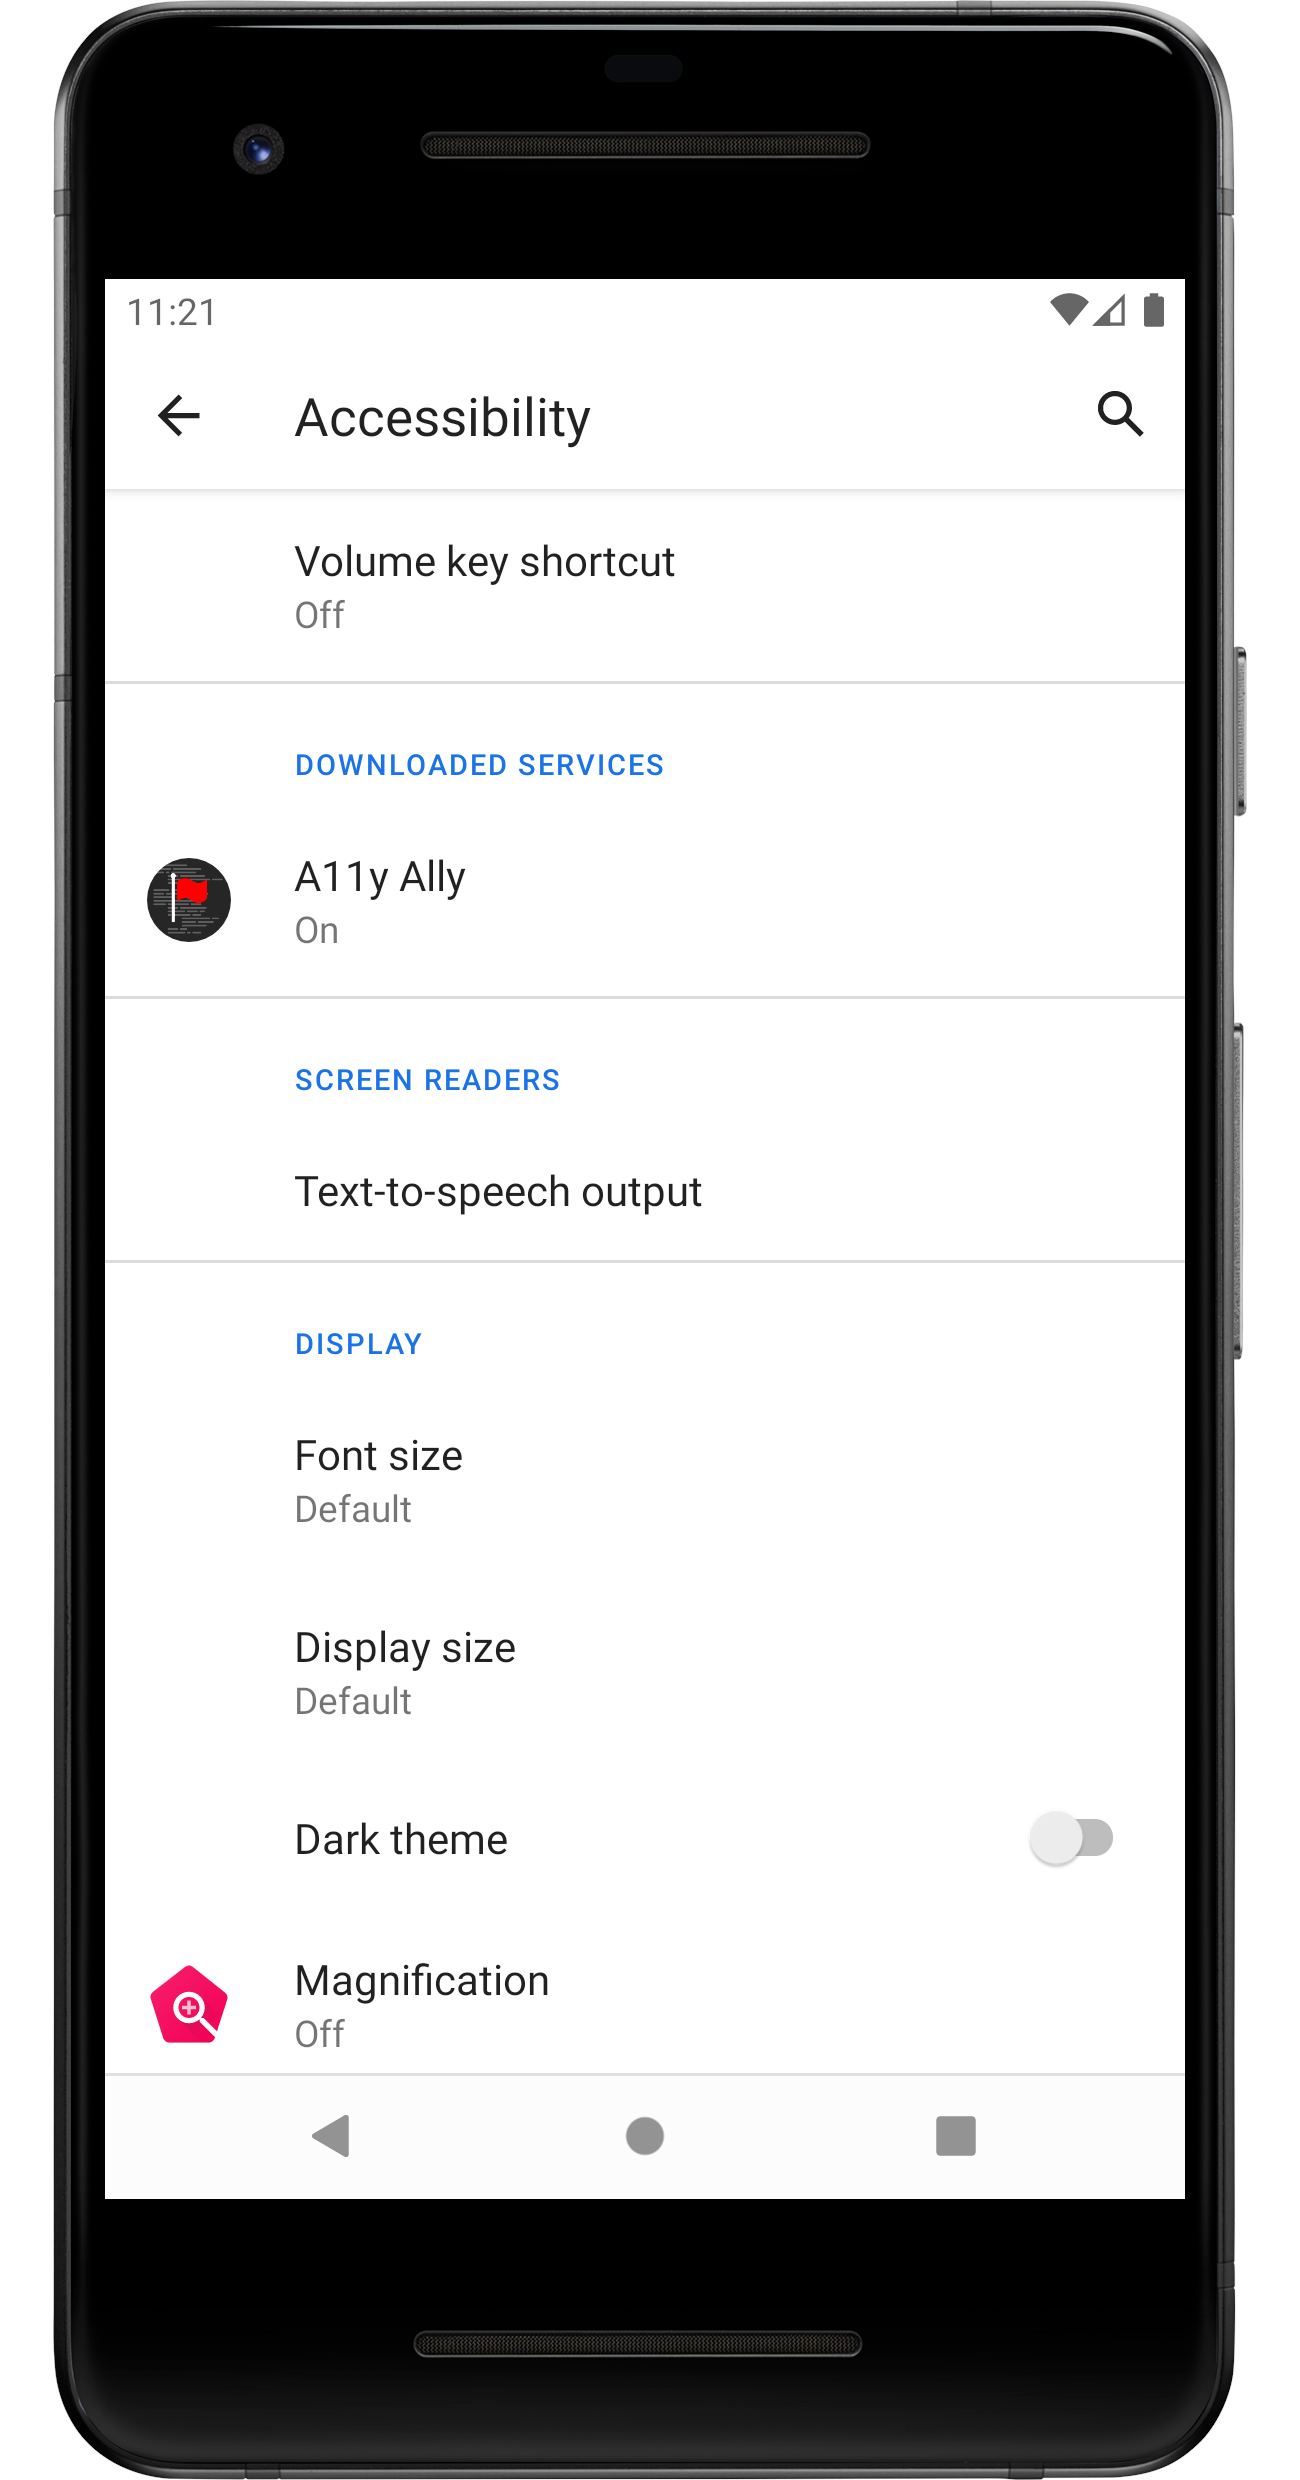 11:21
Accessibility
Volume key shortcut
Off
DOWNLOADED SERVICES
A11y Ally
On
SCREEN READERS
Text-to-speech output
DISPLAY
Font size
Default
Display size
Default
Dark theme
Magnification
Off